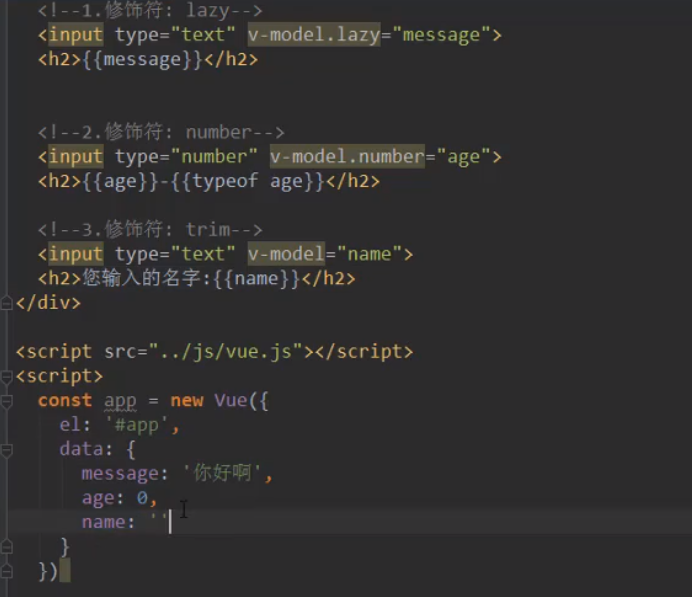 <!--1.修饰符: lazy-->
<input type="text" v-model.lazy="message">
<h2>{{message}}</h2>
<!--2.修饰符: number-->
<input type="number" v-model.number="age">
<h2>{{age}}-{{typeof age}}</h2>
<!--3.修饰符: trim-->
<input type="text" v-model="name">
<h2>您输入的名字:{{name}}</h2>
</div>
<script src="../js/vue.js"></script>
<script>
const app = new Vue({
el: '#app',
data: {
message: '你好啊',
age: 0,
name: ''
}
})